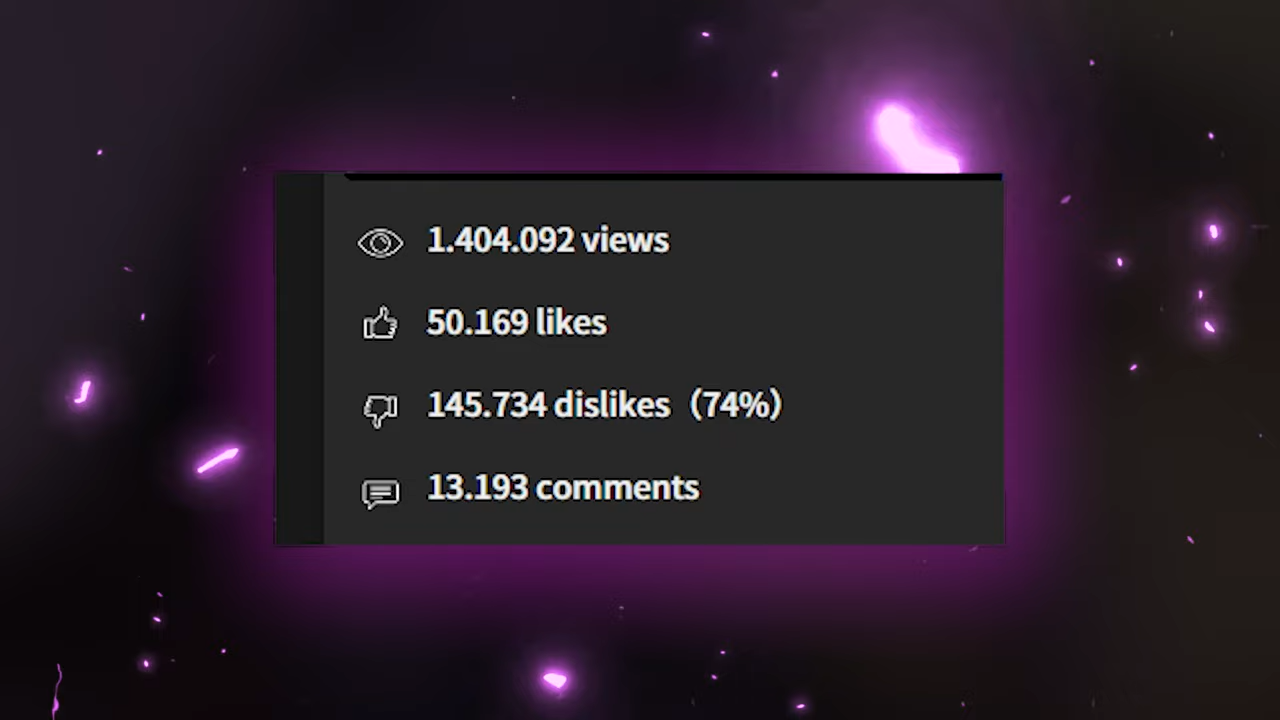 1.404.092 views
50.169 likes
145.734 dislikes (74%)
13.193 comments